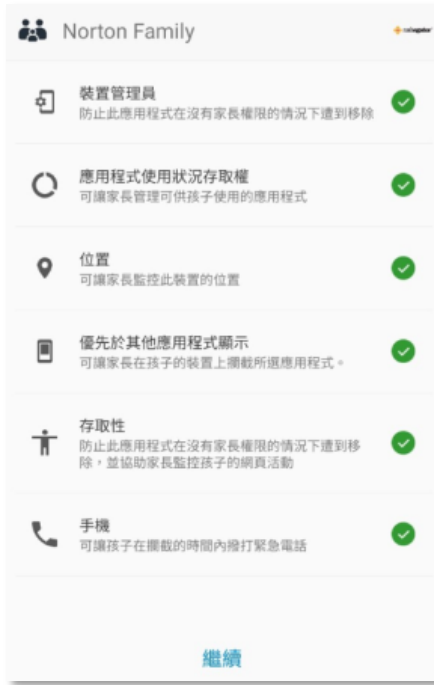 Norton Family
裝置管理員
防止此應用程式在沒有家長權限的情況下遭到移除
應用程式使用狀況存取權
可讓家長管理可供孩子使用的應用程式
位置
可讓家長監控此裝置的位置
優先於其他應用程式顯示
可讓家長在孩子的裝置上攔截所選應用程式。
存取性
防止此應用程式在沒有家長權限的情況下遭到移
除，並協助家長監控孩子的網頁活動
手機
可讓孩子在攔截的時間內撥打緊急電話
繼續